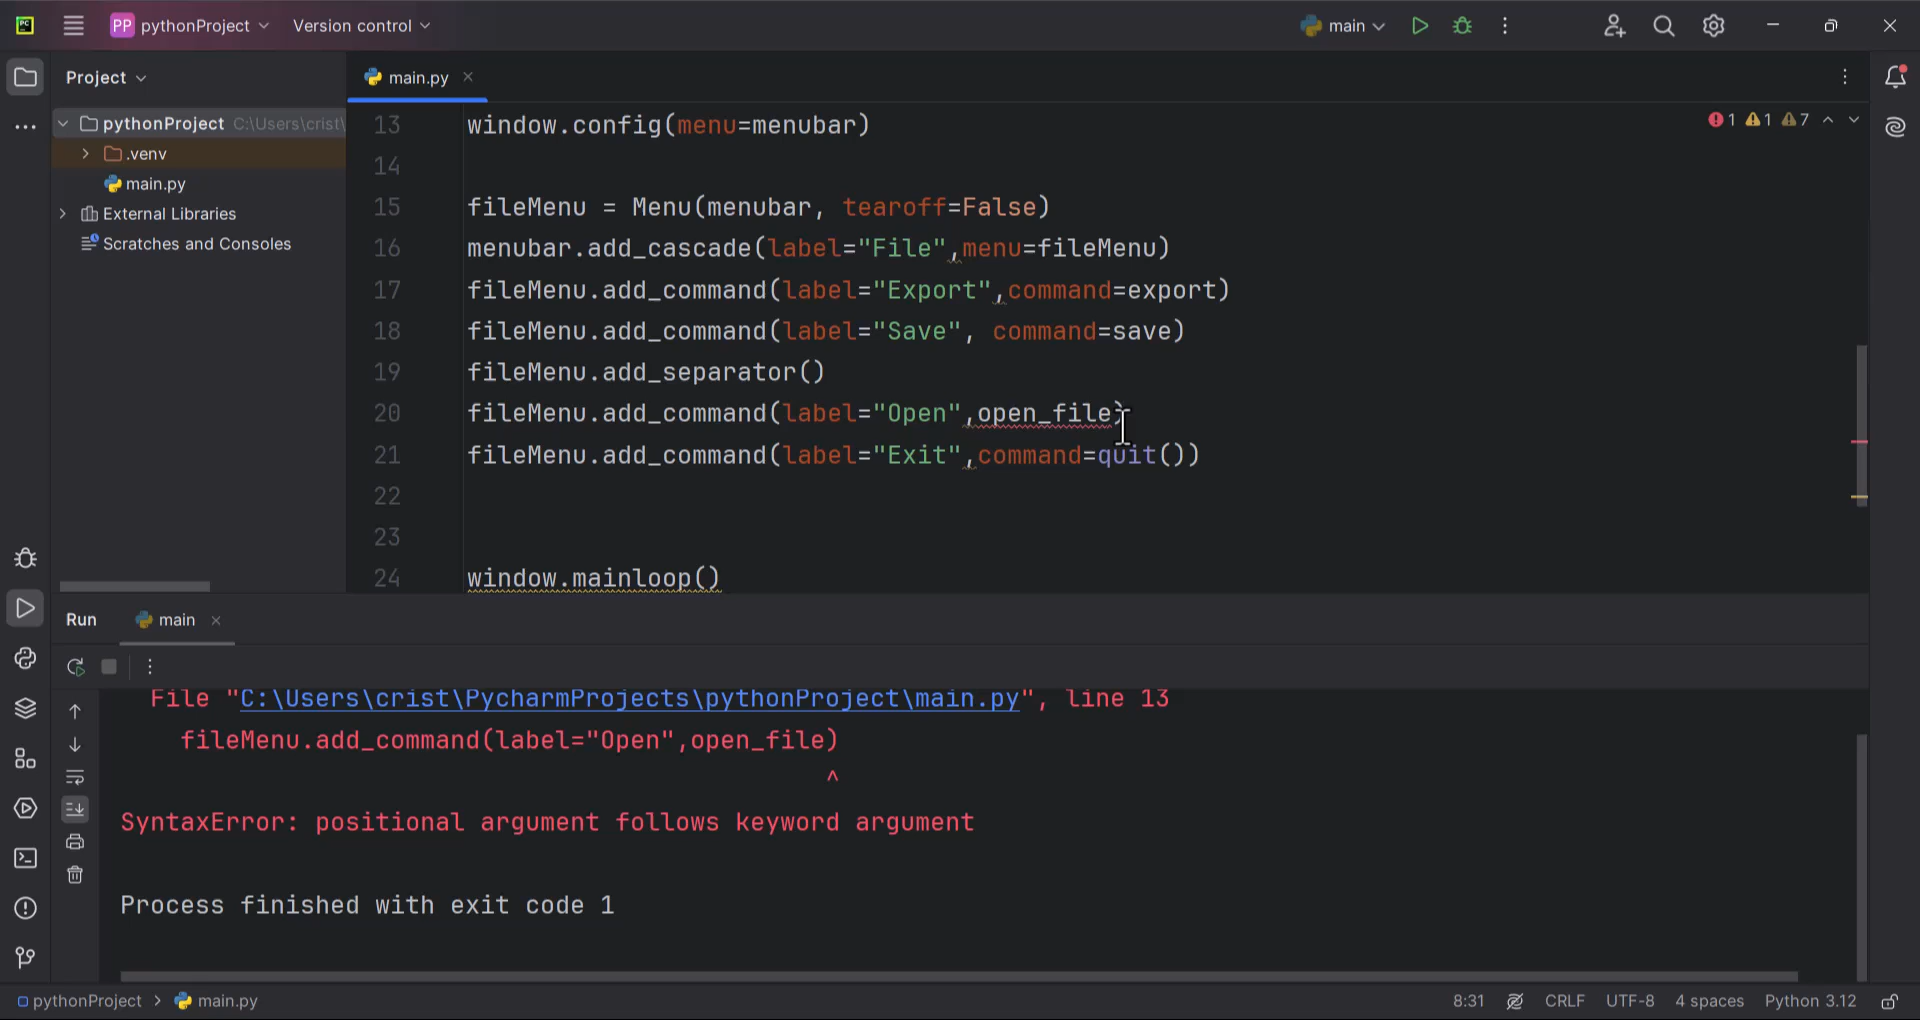 PC PP pythonProject Version control main
Project
main.py
pythonProject C:\Users\crist\
.venv
main.py
External Libraries
Scratches and Consoles
1 1 7
13 window.config(menu=menubar)
14
15 fileMenu = Menu(menubar, tearoff=False)
16 menubar.add_cascade(label="File",menu=fileMenu)
17 fileMenu.add_command(label="Export",command=export)
18 fileMenu.add_command(label="Save", command=save)
19 fileMenu.add_separator()
20 fileMenu.add_command(label="Open",open_file)
21 fileMenu.add_command(label="Exit",command=quit())
22
23
24 window.mainloop()
Run main
File "C:\Users\crist\PycharmProjects\pythonProject\main.py", line 13
fileMenu.add_command(label="Open",open_file)
^
SyntaxError: positional argument follows keyword argument
Process finished with exit code 1
pythonProject > main.py 8:31 CRLF UTF-8 4 spaces Python 3.12